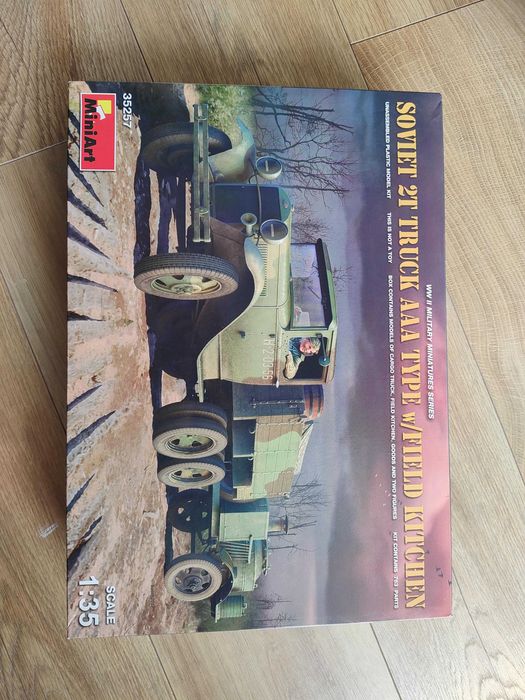 WW II MILITARY MINIATURES SERIES
SOVIET 2T TRUCK AAA TYPE w/FIELD KITCHEN
UNASSEMBLED PLASTIC MODEL KIT THIS IS NOT A TOY BOX CONTAINS MODELS OF CARGO TRUCK, FIELD KITCHEN, GOODS AND TWO FIGURES KIT CONTAINS 703 PARTS
35257
MiniArt
SCALE
1:35